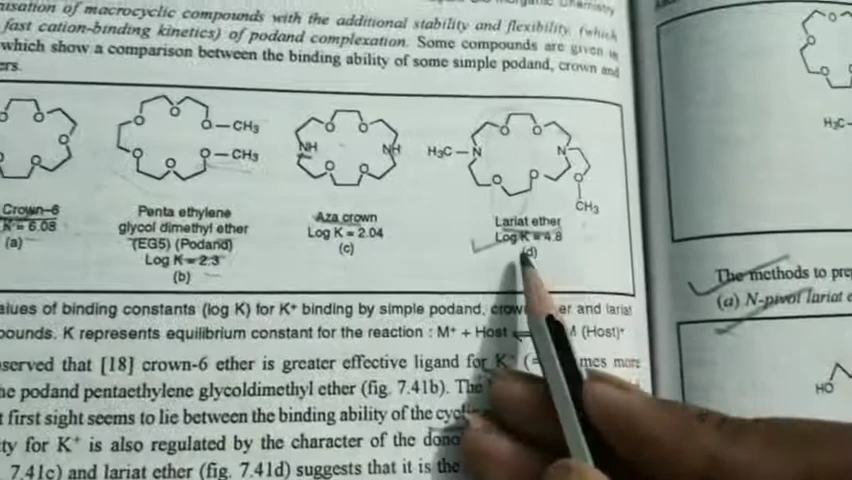 nisation of macrocyclic compounds with the additional stability and flexibility (which
fast cation-binding kinetics) of podand complexation. Some compounds are given in
which show a comparison between the binding ability of some simple podand, crown and
ers.
O
O
O
O
O
O
O
O—CH3
O
O
O—CH3
O
O
NH
NH
O
O
O
O
H3C—N
N
O
O
O
CH3
Crown-6
K = 6.08
(a)
Penta ethylene
glycol dimethyl ether
(EG5) (Podand)
Log K = 2.3
(b)
Aza crown
Log K = 2.04
(c)
Lariat ether
Log K = 4.8
(d)
alues of binding constants (log K) for K+ binding by simple podand, crow er and lariat
pounds. K represents equilibrium constant for the reaction : M+ + Host (Host)+
served that [18] crown-6 ether is greater effective ligand for K+ mes more
he podand pentaethylene glycoldimethyl ether (fig. 7.41b). The
t first sight seems to lie between the binding ability of the cycl
ty for K+ is also regulated by the character of the dono
7.41c) and lariat ether (fig. 7.41d) suggests that it is the
O
O
O
H3C
The methods to pre
(a) N-pivot lariat e
HO